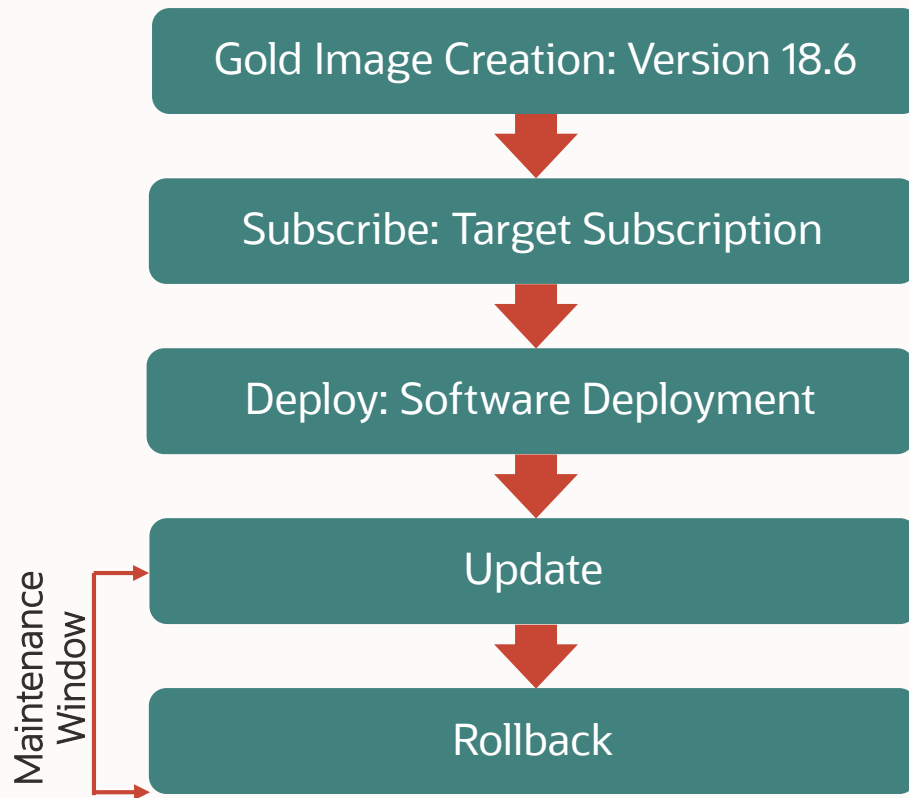 Gold Image Creation: Version 18.6
Subscribe: Target Subscription
Deploy: Software Deployment
Update
Maintenance
Window
Rollback